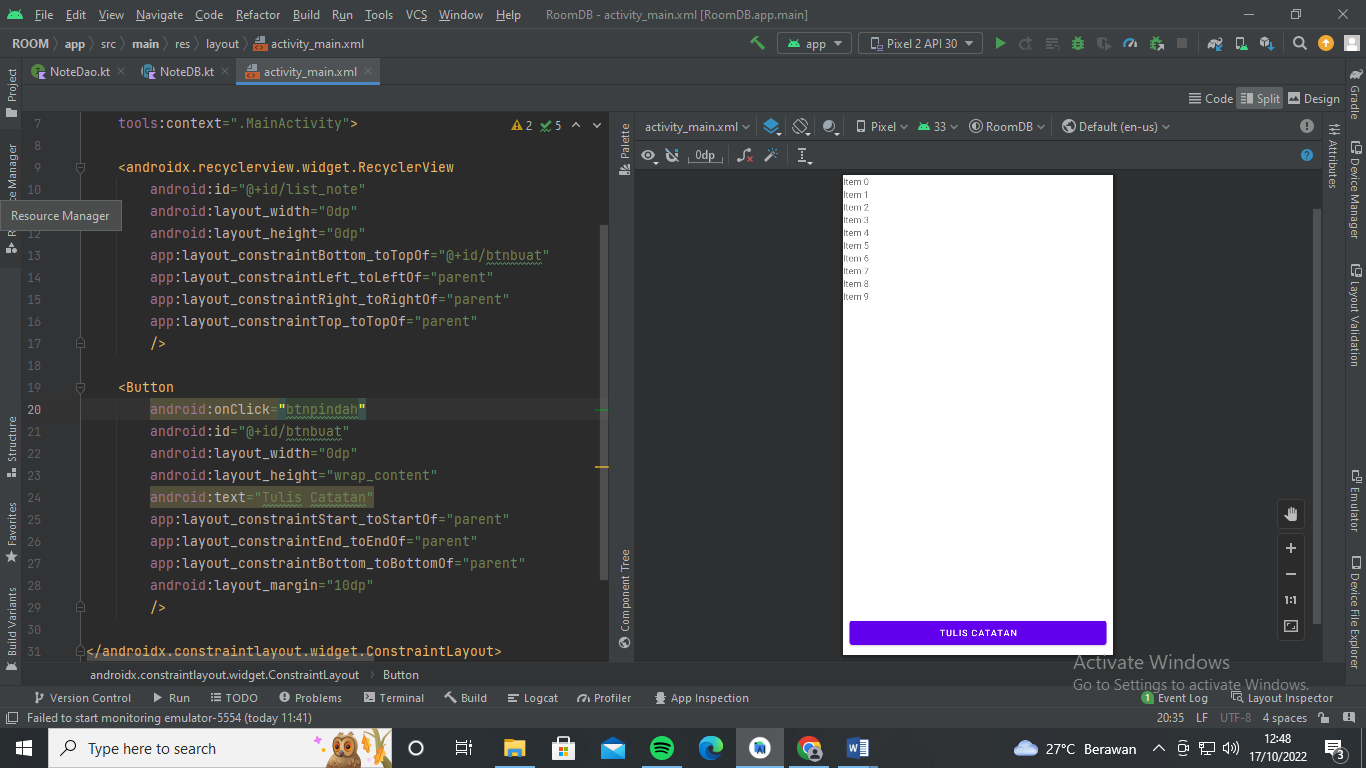 File Edit View Navigate Code Refactor Build Run Tools VCS Window Help RoomDB - activity_main.xml [RoomDB.app.main]
ROOM app src main res layout activity_main.xml app Pixel 2 API 30
NoteDao.kt NoteDB.kt activity_main.xml
Code Split Design
Project
Resource Manager
Structure
Favorites
Build Variants
7 tools:context=".MainActivity"> 2 5
8
9 <androidx.recyclerview.widget.RecyclerView
10 android:id="@+id/list_note"
android:layout_width="0dp"
12 android:layout_height="0dp"
13 app:layout_constraintBottom_toTopOf="@+id/btnbuat"
14 app:layout_constraintLeft_toLeftOf="parent"
15 app:layout_constraintRight_toRightOf="parent"
16 app:layout_constraintTop_toTopOf="parent"
17 />
18
19 <Button
20 android:onClick="btnpindah"
21 android:id="@+id/btnbuat"
22 android:layout_width="0dp"
23 android:layout_height="wrap_content"
24 android:text="Tulis Catatan"
25 app:layout_constraintStart_toStartOf="parent"
26 app:layout_constraintEnd_toEndOf="parent"
27 app:layout_constraintBottom_toBottomOf="parent"
28 android:layout_margin="10dp"
29 />
30
31 </androidx.constraintlayout.widget.ConstraintLayout>
androidx.constraintlayout.widget.ConstraintLayout Button
Palette
Component Tree
activity_main.xml Pixel 33 RoomDB Default (en-us)
0dp
Item 0
Item 1
Item 2
Item 3
Item 4
Item 5
Item 6
Item 7
Item 8
Item 9
TULIS CATATAN
1:1
Gradle
Attributes
Device Manager
Layout Validation
Emulator
Device File Explorer
Activate Windows
Go to Settings to activate Windows.
Version Control Run TODO Problems Terminal Build Logcat Profiler App Inspection 1 Event Log Layout Inspector
Failed to start monitoring emulator-5554 (today 11:41) 20:35 LF UTF-8 4 spaces
Type here to search 27°C Berawan 12:48
17/10/2022 3